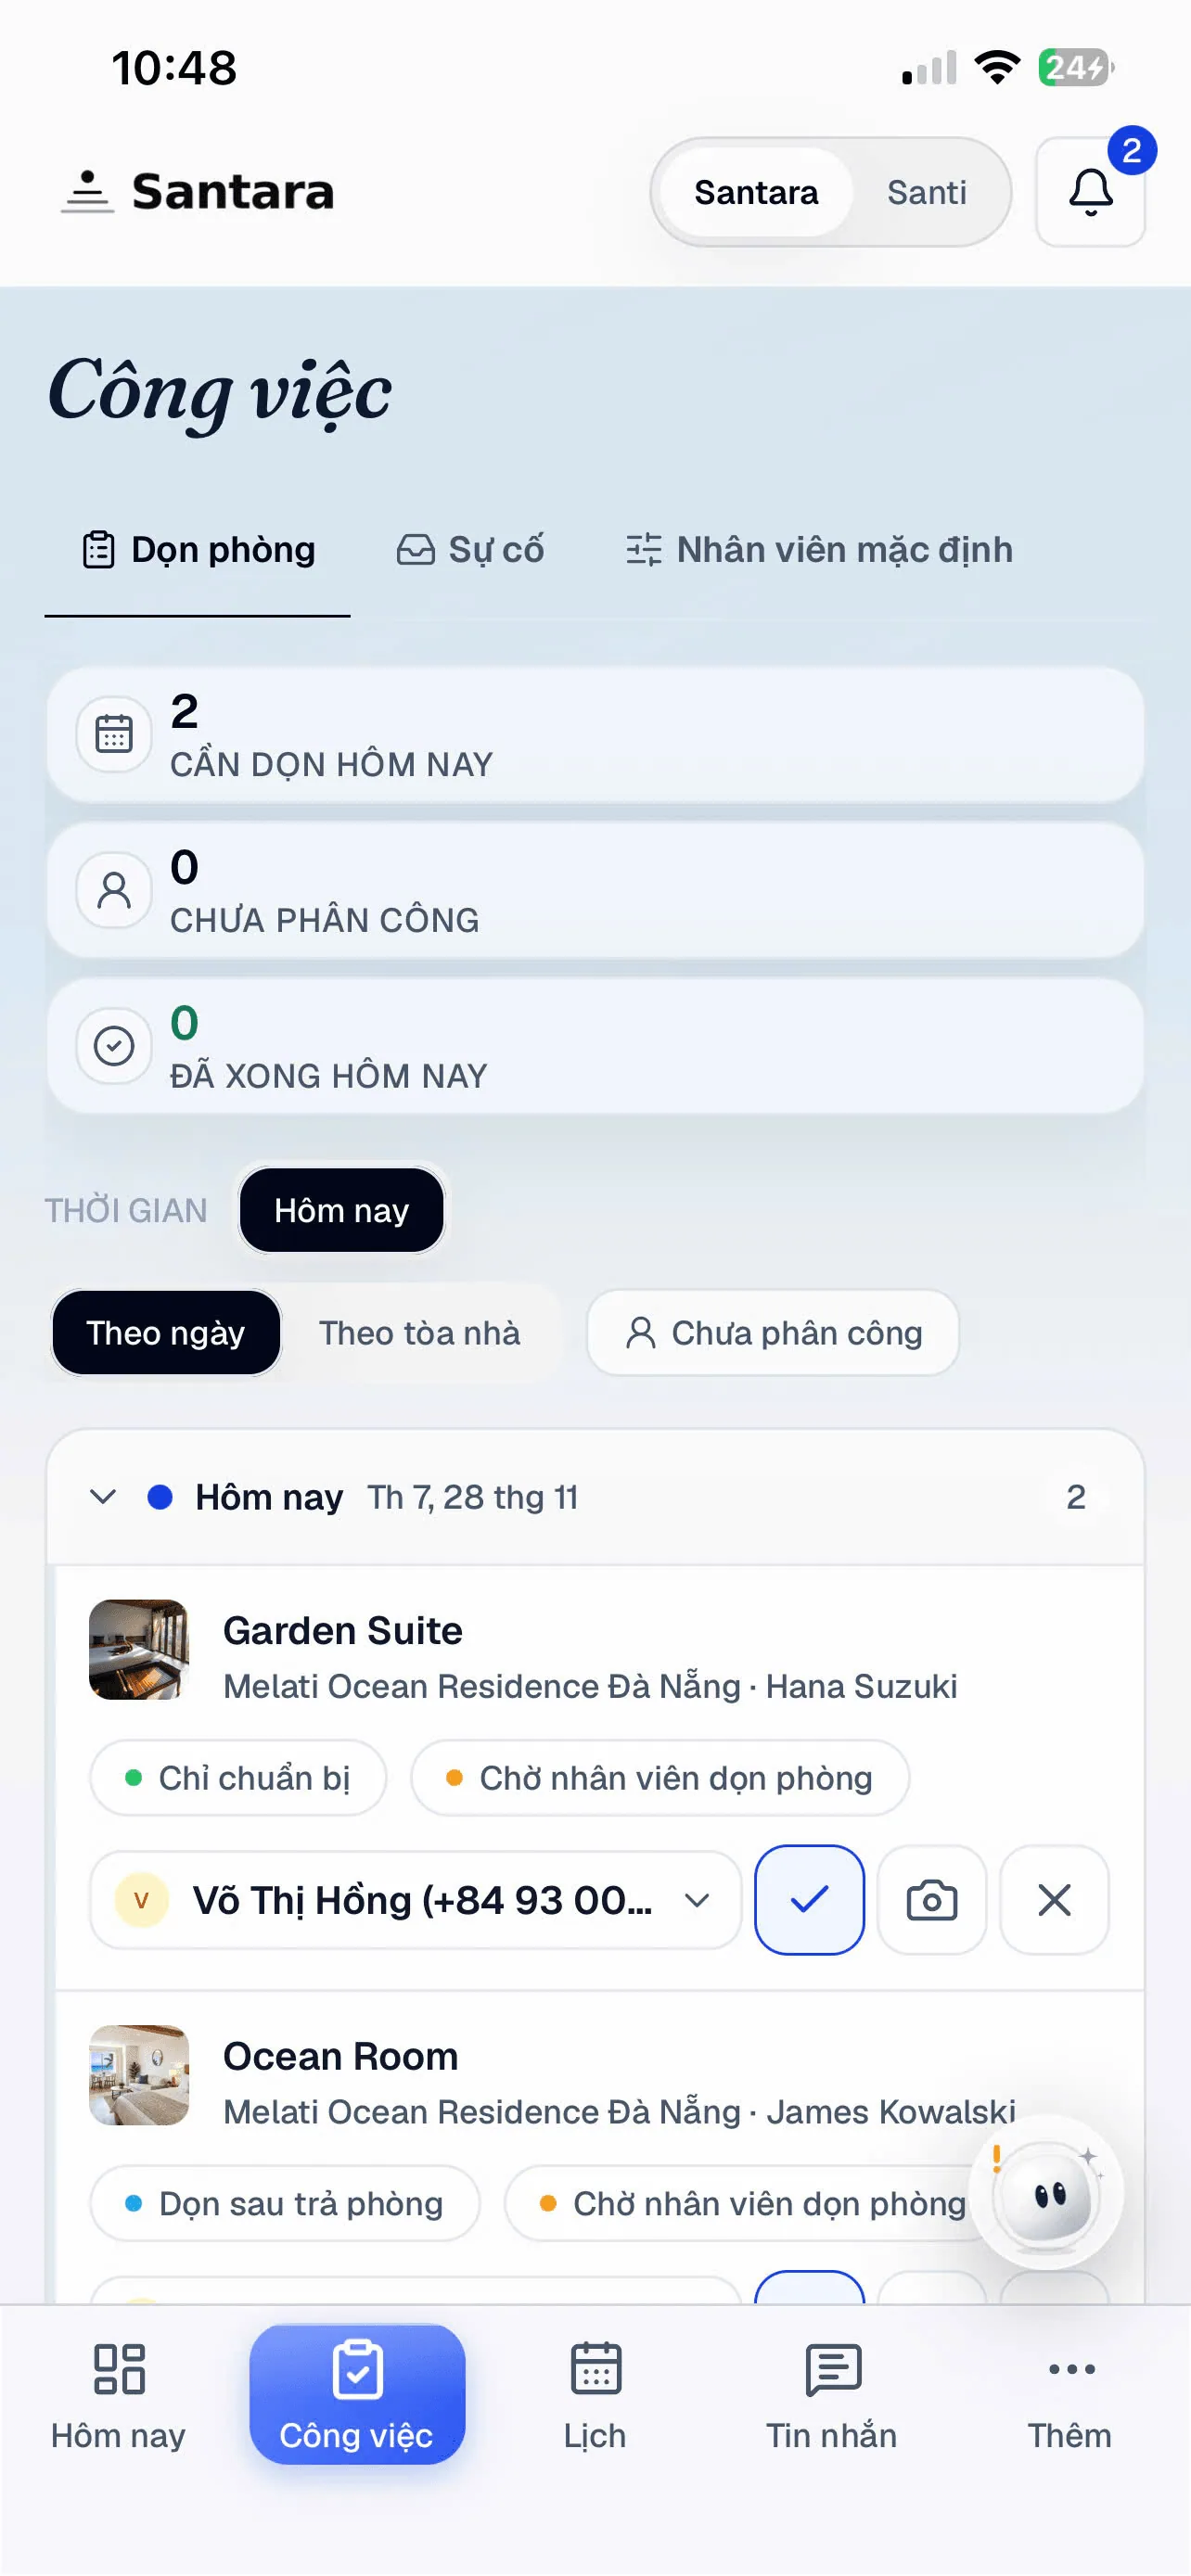 10:48
24
Santara
Santara Santi
2
Công việc
Dọn phòng Sự cố Nhân viên mặc định
2
CẦN DỌN HÔM NAY
0
CHƯA PHÂN CÔNG
0
ĐÃ XONG HÔM NAY
THỜI GIAN Hôm nay
Theo ngày Theo tòa nhà Chưa phân công
Hôm nay Th 7, 28 thg 11 2
Garden Suite
Melati Ocean Residence Đà Nẵng · Hana Suzuki
Chỉ chuẩn bị Chờ nhân viên dọn phòng
V Võ Thị Hồng (+84 93 00...
Ocean Room
Melati Ocean Residence Đà Nẵng · James Kowalski
Dọn sau trả phòng Chờ nhân viên dọn phòng
!
Hôm nay Công việc Lịch Tin nhắn Thêm